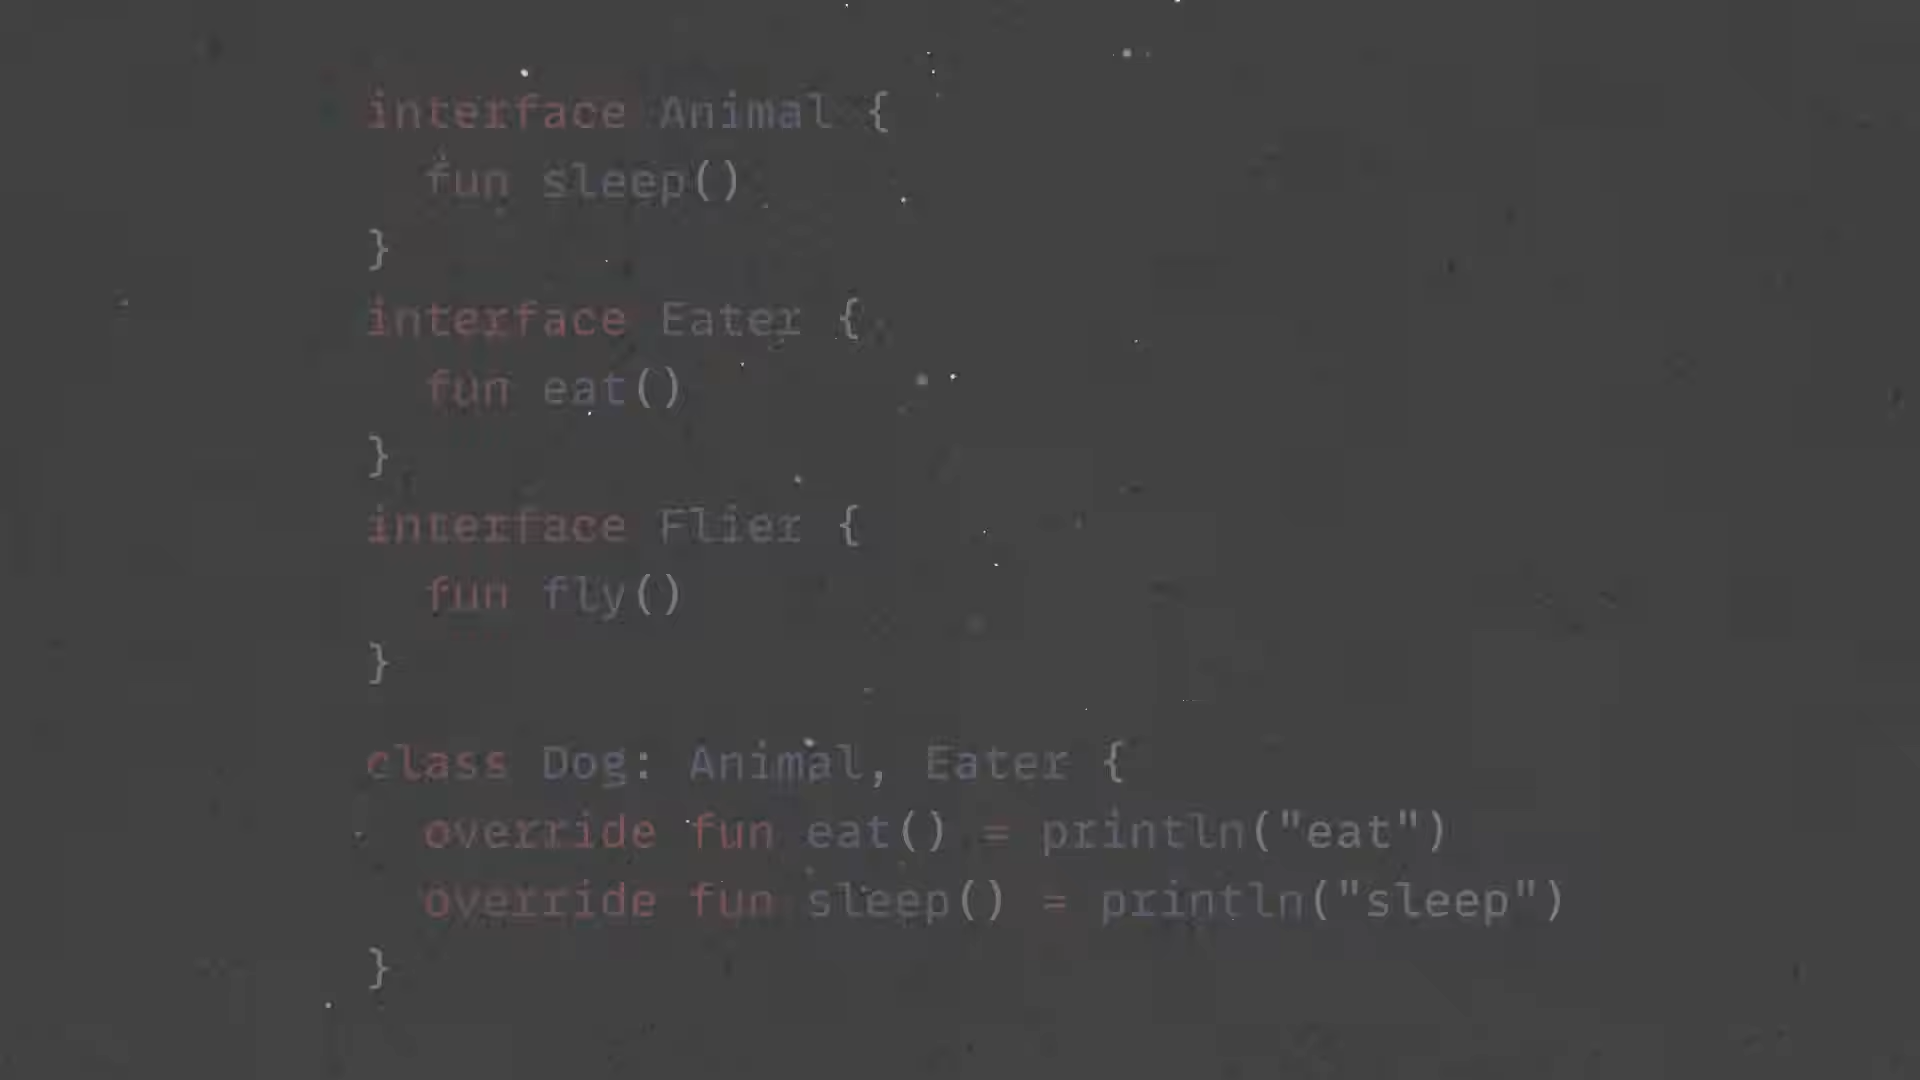 interface Animal {
  fun sleep()
}
interface Eater {
  fun eat()
}
interface Flier {
  fun fly()
}
class Dog: Animal, Eater {
  override fun eat() = println("eat")
  override fun sleep() = println("sleep")
}